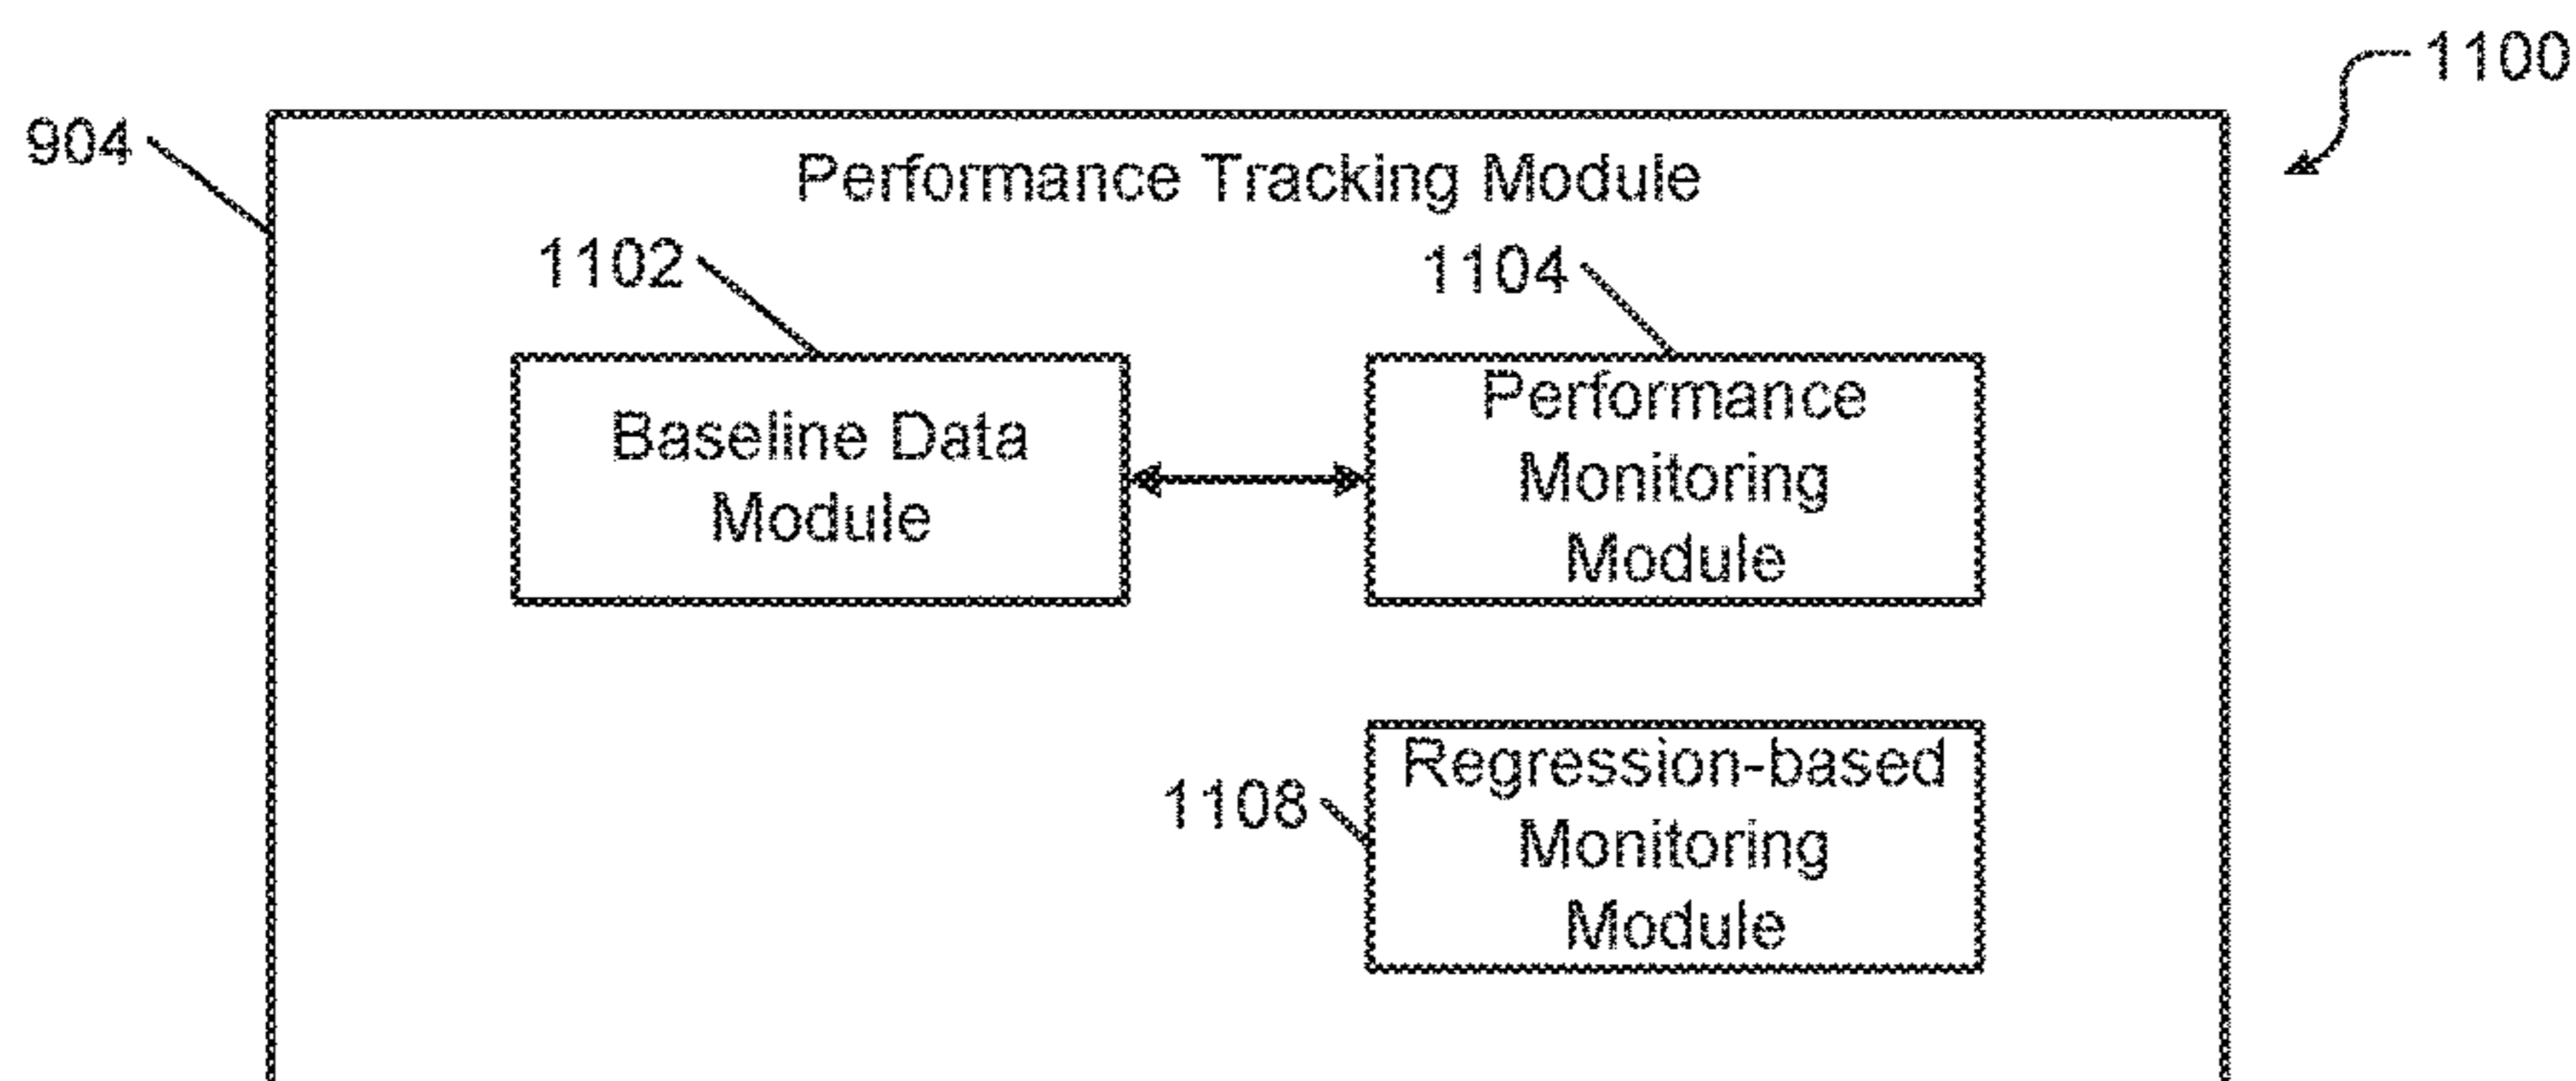 1100
904
Performance Tracking Module
1102
1104
Baseline Data
Module
Performance
Monitoring
Module
1108
Regression-based
Monitoring
Module